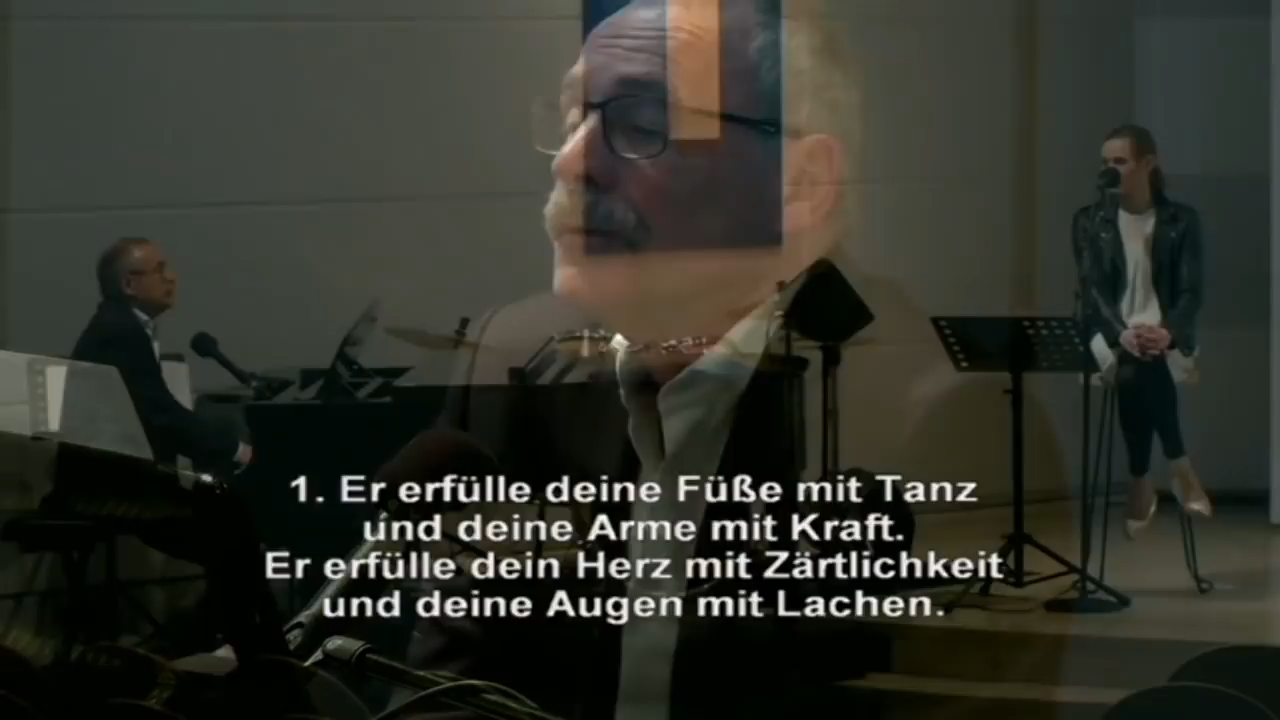 1. Er erfülle deine Füße mit Tanz
und deine Arme mit Kraft.
Er erfülle dein Herz mit Zärtlichkeit
und deine Augen mit Lachen.